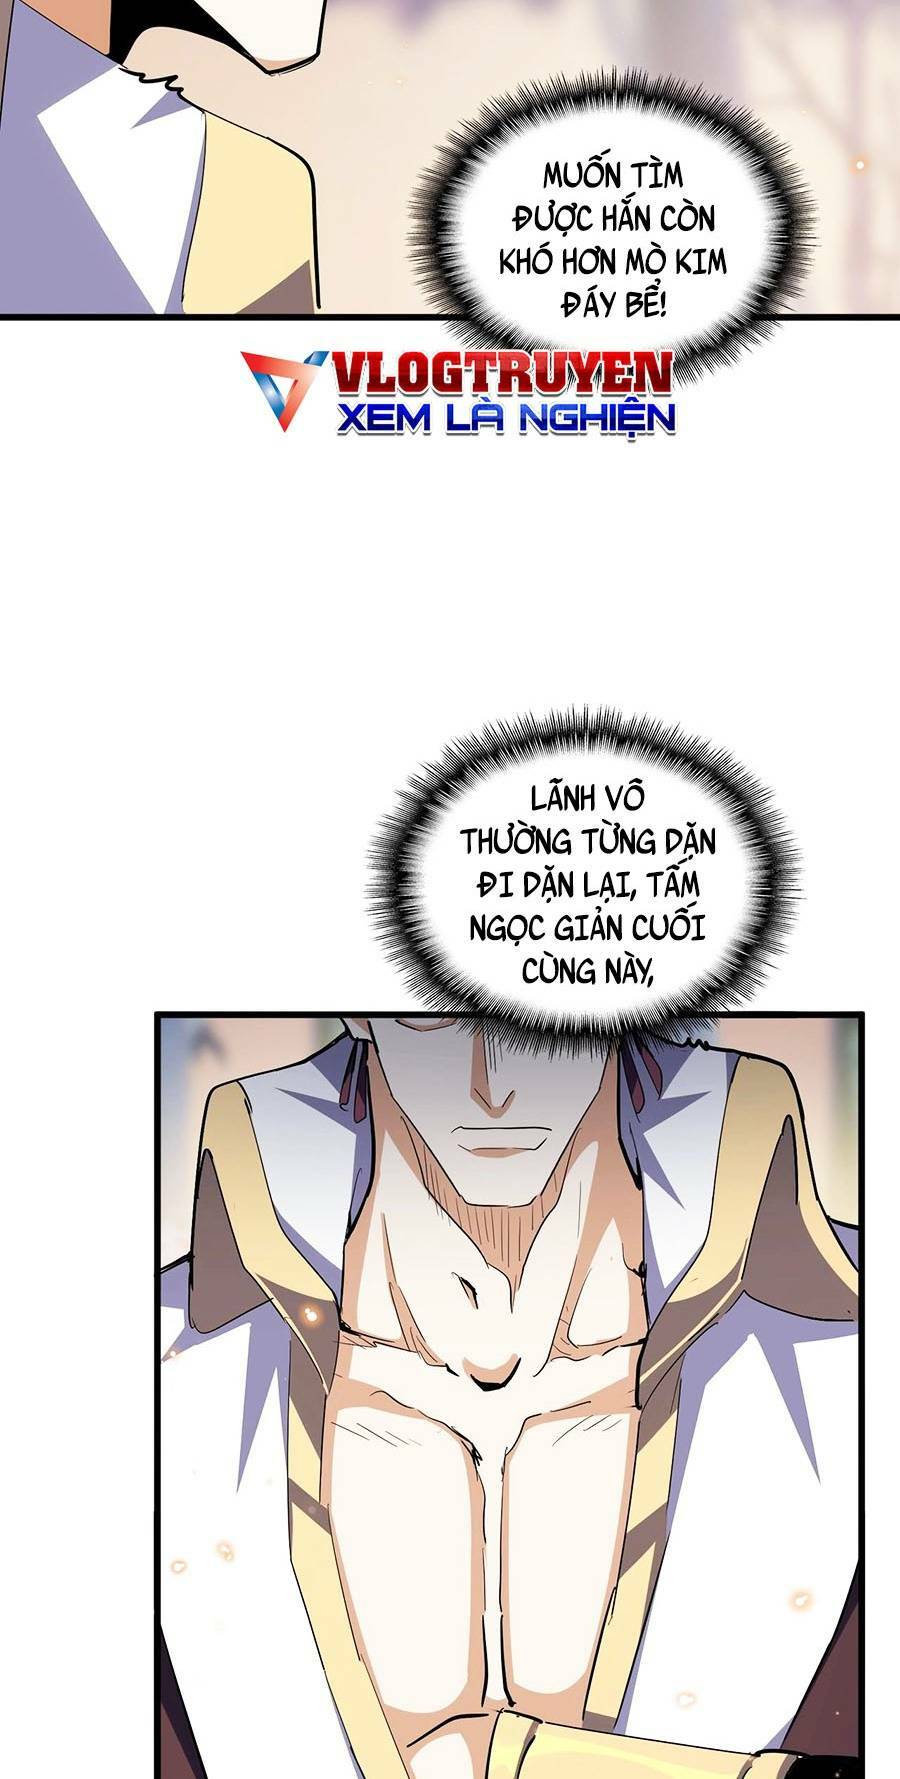 MUỐN TÌM
ĐƯỢC HẮN CÒN
KHÓ HƠN MÒ KIM
ĐÁY BỂ!
VLOGTRUYEN
XEM LÀ NGHIỆN
LÃNH VÔ
THƯỜNG TỪNG DẶN
ĐI DẶN LẠI, TẤM
NGỌC GIẢN CUỐI
CÙNG NÀY,